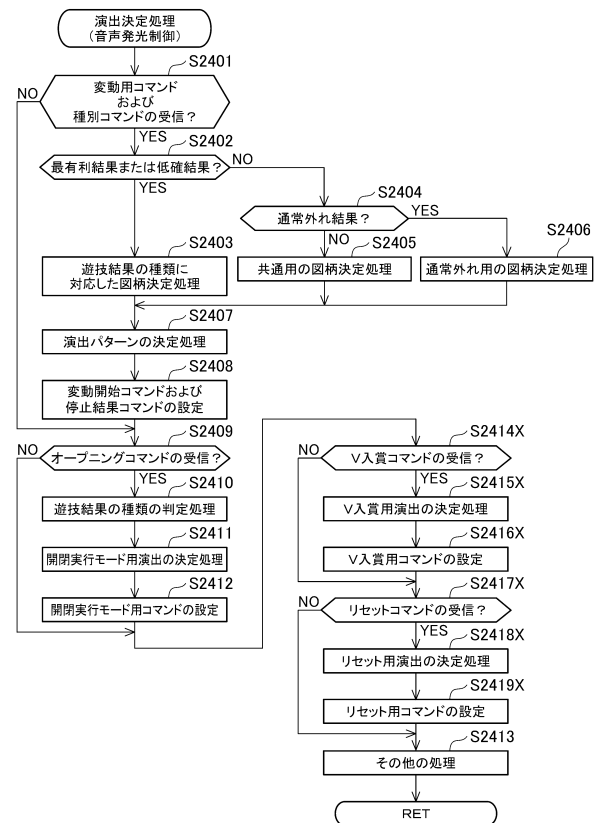 演出決定処理
(音声発光制御)
S2401
NO
変動用コマンド
および
種別コマンドの受信？
YES
S2402
最有利結果または低確結果？
NO
YES
S2404
通常外れ結果？
YES
NO
S2403
S2405
S2406
遊技結果の種類に
対応した図柄決定処理
共通用の図柄決定処理
通常外れ用の図柄決定処理
S2407
演出パターンの決定処理
S2408
変動開始コマンドおよび
停止結果コマンドの設定
S2409
NO
オープニングコマンドの受信？
YES
S2410
遊技結果の種類の判定処理
S2411
開閉実行モード用演出の決定処理
S2412
開閉実行モード用コマンドの設定
S2414X
NO
V入賞コマンドの受信？
YES
S2415X
V入賞用演出の決定処理
S2416X
V入賞用コマンドの設定
S2417X
NO
リセットコマンドの受信？
YES
S2418X
リセット用演出の決定処理
S2419X
リセット用コマンドの設定
S2413
その他の処理
RET